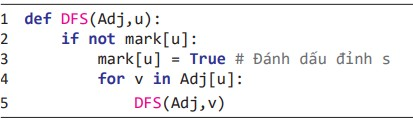 1 def DFS(Adj,u):
2     if not mark[u]:
3         mark[u] = True # Đánh dấu đỉnh s
4         for v in Adj[u]:
5             DFS(Adj,v)